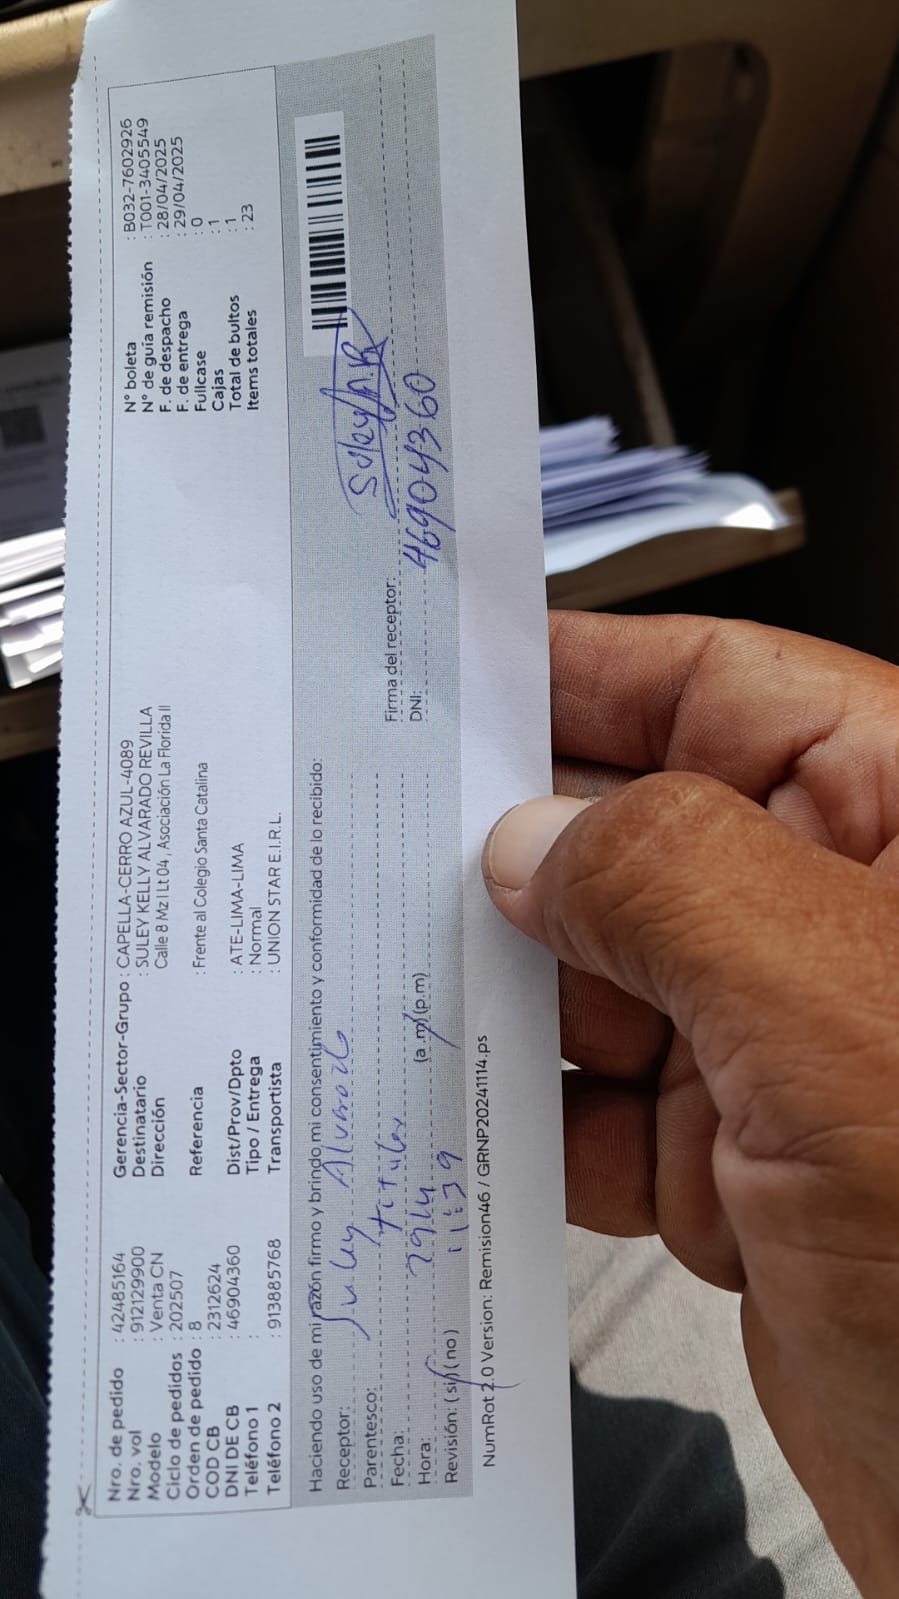 Nro. de pedido : 42485164 Gerencia-Sector-Grupo : CAPELLA-CERRO AZUL-4089 N° boleta : B032-7602926
Nro. vol : 912129900 Destinatario : SULEY KELLY ALVARADO REVILLA N° de guía remisión : T001-3405549
Modelo : Venta CN Dirección Calle 8 Mz I Lt 04 , Asociación La Florida II F. de despacho : 28/04/2025
Ciclo de pedidos : 202507 F. de entrega : 29/04/2025
Orden de pedido : 8 Referencia : Frente al Colegio Santa Catalina Fullcase : 0
COD CB : 2312624 Cajas : 1
DNI DE CB : 46904360 Dist/Prov/Dpto : ATE-LIMA-LIMA Total de bultos : 1
Teléfono 1 : Tipo / Entrega : Normal Items totales : 23
Teléfono 2 : 913885768 Transportista : UNION STAR E.I.R.L.
Haciendo uso de mi razón firmo y brindo mi consentimiento y conformidad de lo recibido:
Receptor: Suley
Parentesco: titular Firma del receptor: Suley
Fecha: 29/4 DNI: 46904360
Hora: 11:39 (a.m) (p.m)
Revisión: (si) (no)
NumRot 2.0 Version: Remision46 / GRNP20241114.ps